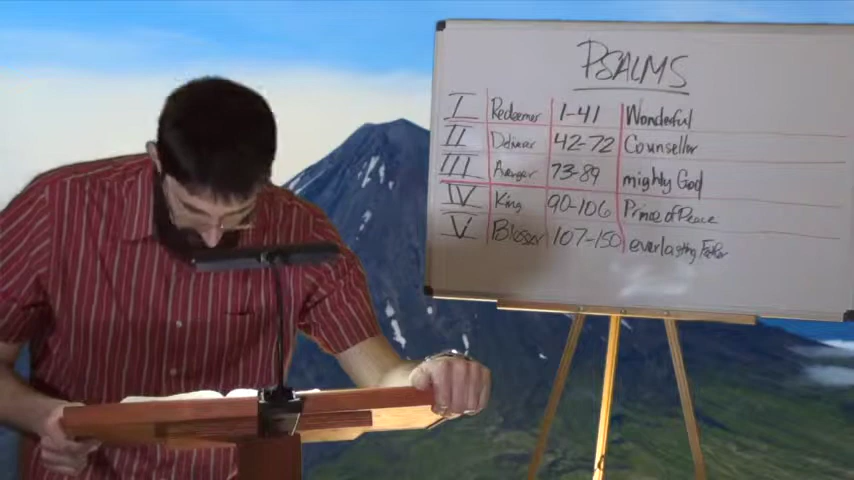 PSALMS
I Redeemer 1-41 Wonderful
II Deliverer 42-72 Counsellor
III Avenger 73-89 mighty God
IV King 90-106 Prince of Peace
V Blesser 107-150 everlasting Father